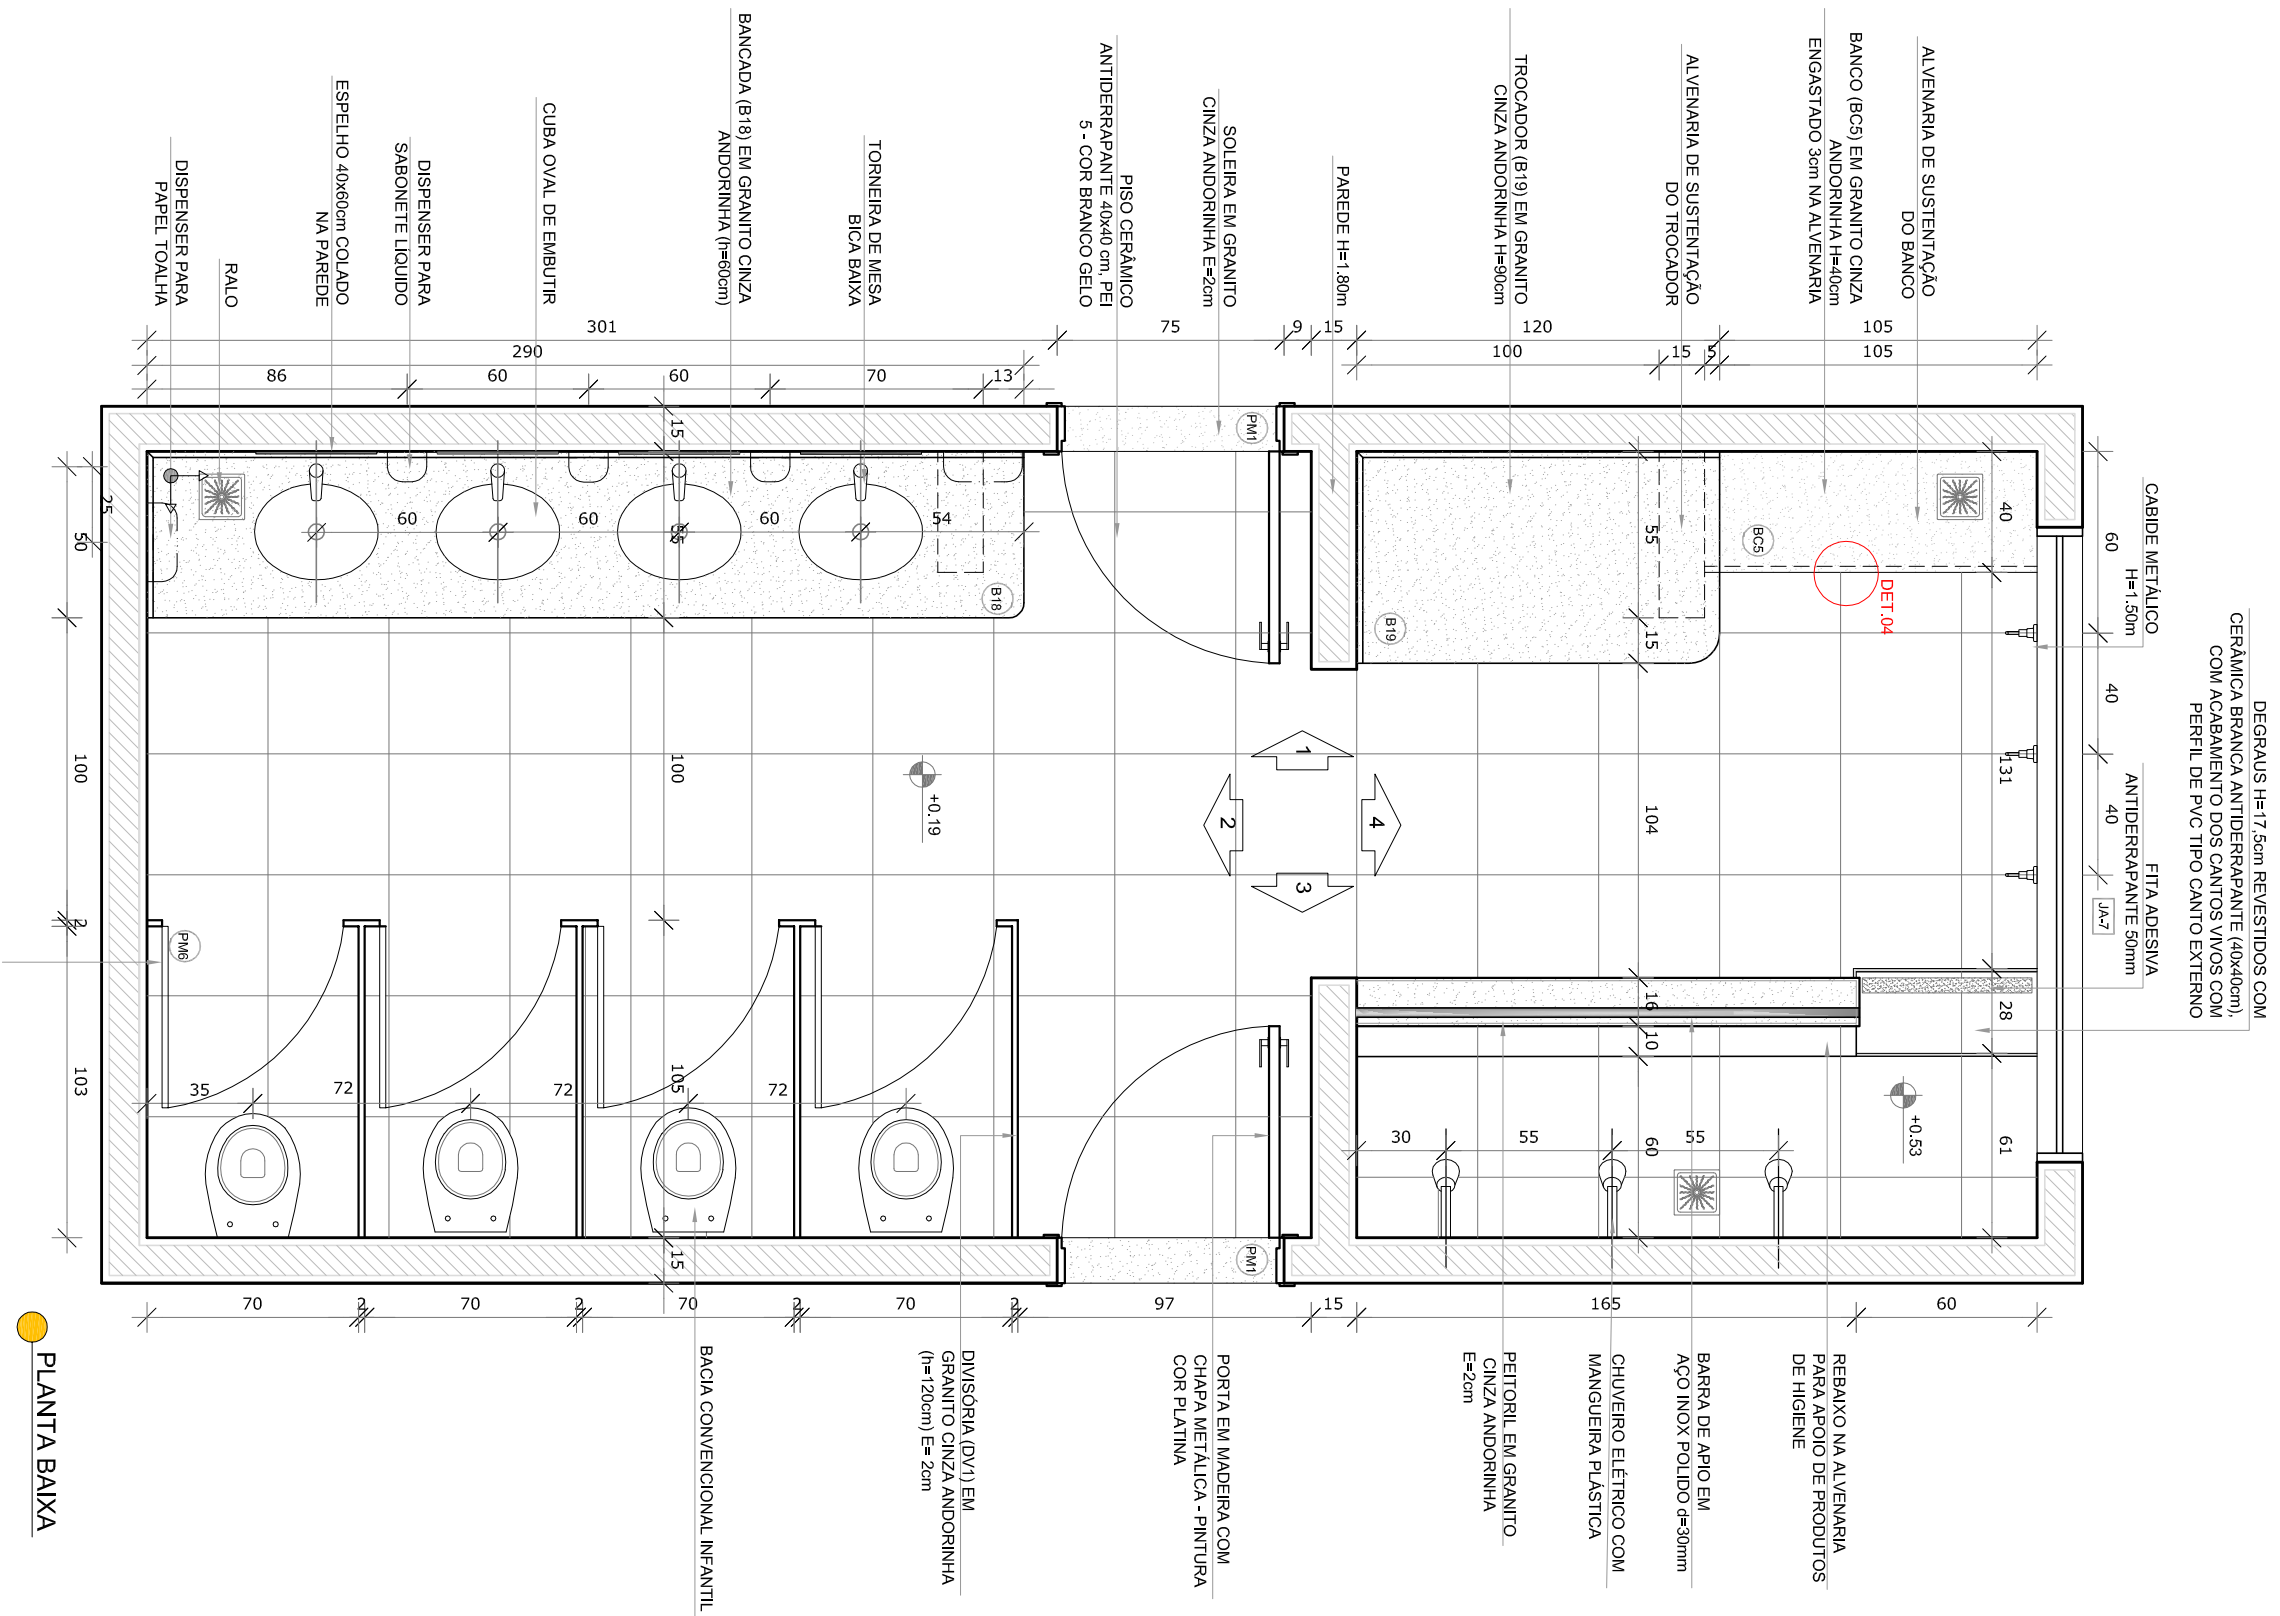 DISPENSER PARA
PAPEL TOALHA
RALO
ESPELHO 40x60cm COLADO
NA PAREDE
DISPENSER PARA
SABONETE LÍQUIDO
CUBA OVAL DE EMBUTIR
BANCADA (B18) EM GRANITO CINZA
ANDORINHA (h=60cm)
TORNEIRA DE MESA
BICA BAIXA
PISO CERÂMICO
ANTIDERRAPANTE 40x40 cm, PEI
5 - COR BRANCO GELO
SOLEIRA EM GRANITO
CINZA ANDORINHA E=2cm
PAREDE H=1.80m
TROCADOR (B19) EM GRANITO
CINZA ANDORINHA H=90cm
ALVENARIA DE SUSTENTAÇÃO
DO TROCADOR
BANCO (BC5) EM GRANITO CINZA
ANDORINHA H=40cm
ENGASTADO 3cm NA ALVENARIA
ALVENARIA DE SUSTENTAÇÃO
DO BANCO
301
75
9
15
120
105
290
100
15
5
105
86
60
60
70
13
CABIDE METÁLICO
H=1.50m
DEGRAUS H=17,5cm REVESTIDOS COM
CERÂMICA BRANCA ANTIDERRAPANTE (40x40cm),
COM ACABAMENTO DOS CANTOS VIVOS COM
PERFIL DE PVC TIPO CANTO EXTERNO
FITA ADESIVA
ANTIDERRAPANTE 50mm
60
40
40
JA-7
15
PM1
25
50
60
60
55
60
54
B18
55
15
B19
BC5
40
DET.04
131
100
2
103
100
+0.19
1
2
3
4
104
PM6
16
10
28
35
72
72
105
72
+0.53
30
55
60
55
61
15
PM1
70
2
70
2
70
2
70
2
97
15
165
60
PLANTA BAIXA
BACIA CONVENCIONAL INFANTIL
DIVISÓRIA (DV1) EM
GRANITO CINZA ANDORINHA
(h=120cm) E= 2cm
PORTA EM MADEIRA COM
CHAPA METÁLICA - PINTURA
COR PLATINA
PEITORIL EM GRANITO
CINZA ANDORINHA
E=2cm
CHUVEIRO ELÉTRICO COM
MANGUEIRA PLÁSTICA
BARRA DE APIO EM
AÇO INOX POLIDO d=30mm
REBAIXO NA ALVENARIA
PARA APOIO DE PRODUTOS
DE HIGIENE